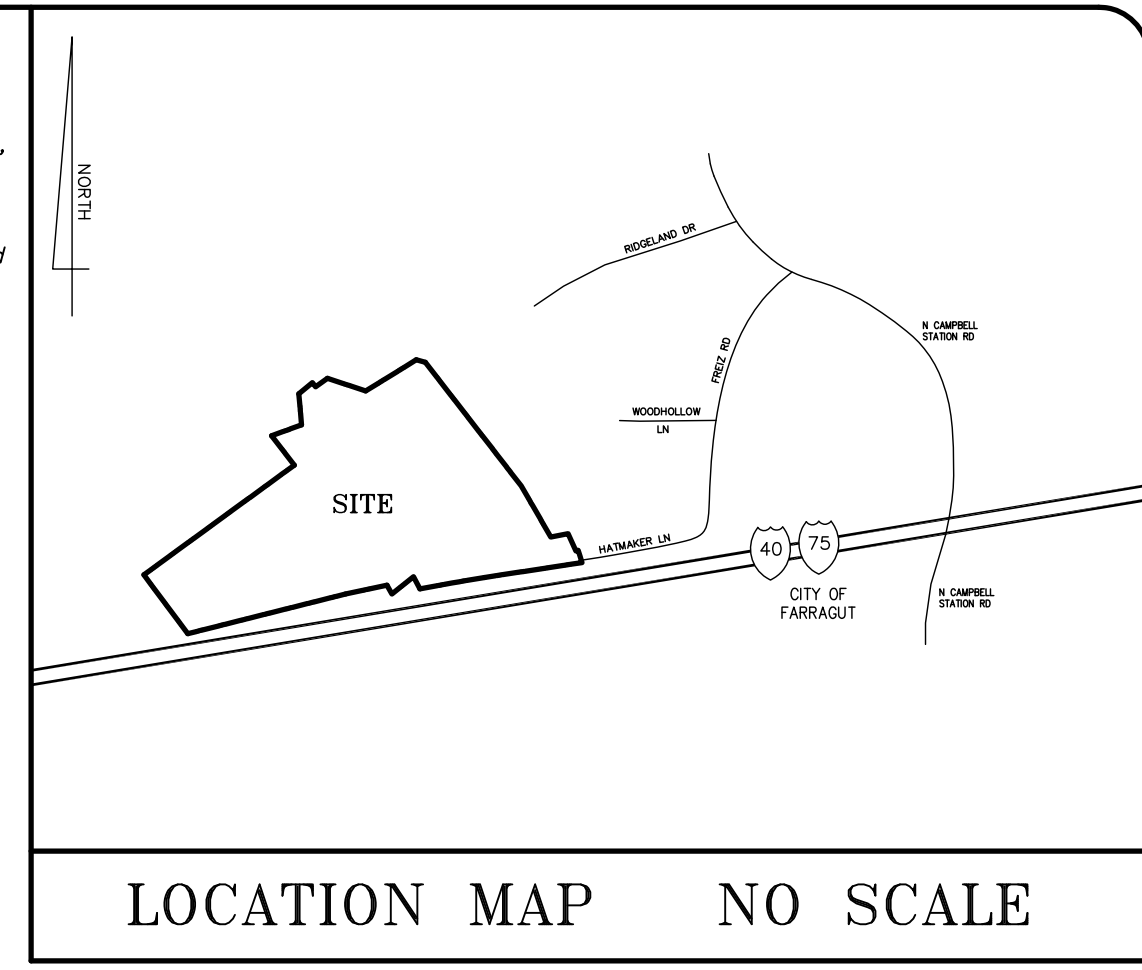 NORTH
RIDGELAND DR
N CAMPBELL
STATION RD
FREIZ RD
WOODHOLLOW
LN
SITE
HATMAKER LN
40
75
CITY OF
FARRAGUT
N CAMPBELL
STATION RD
LOCATION MAP NO SCALE